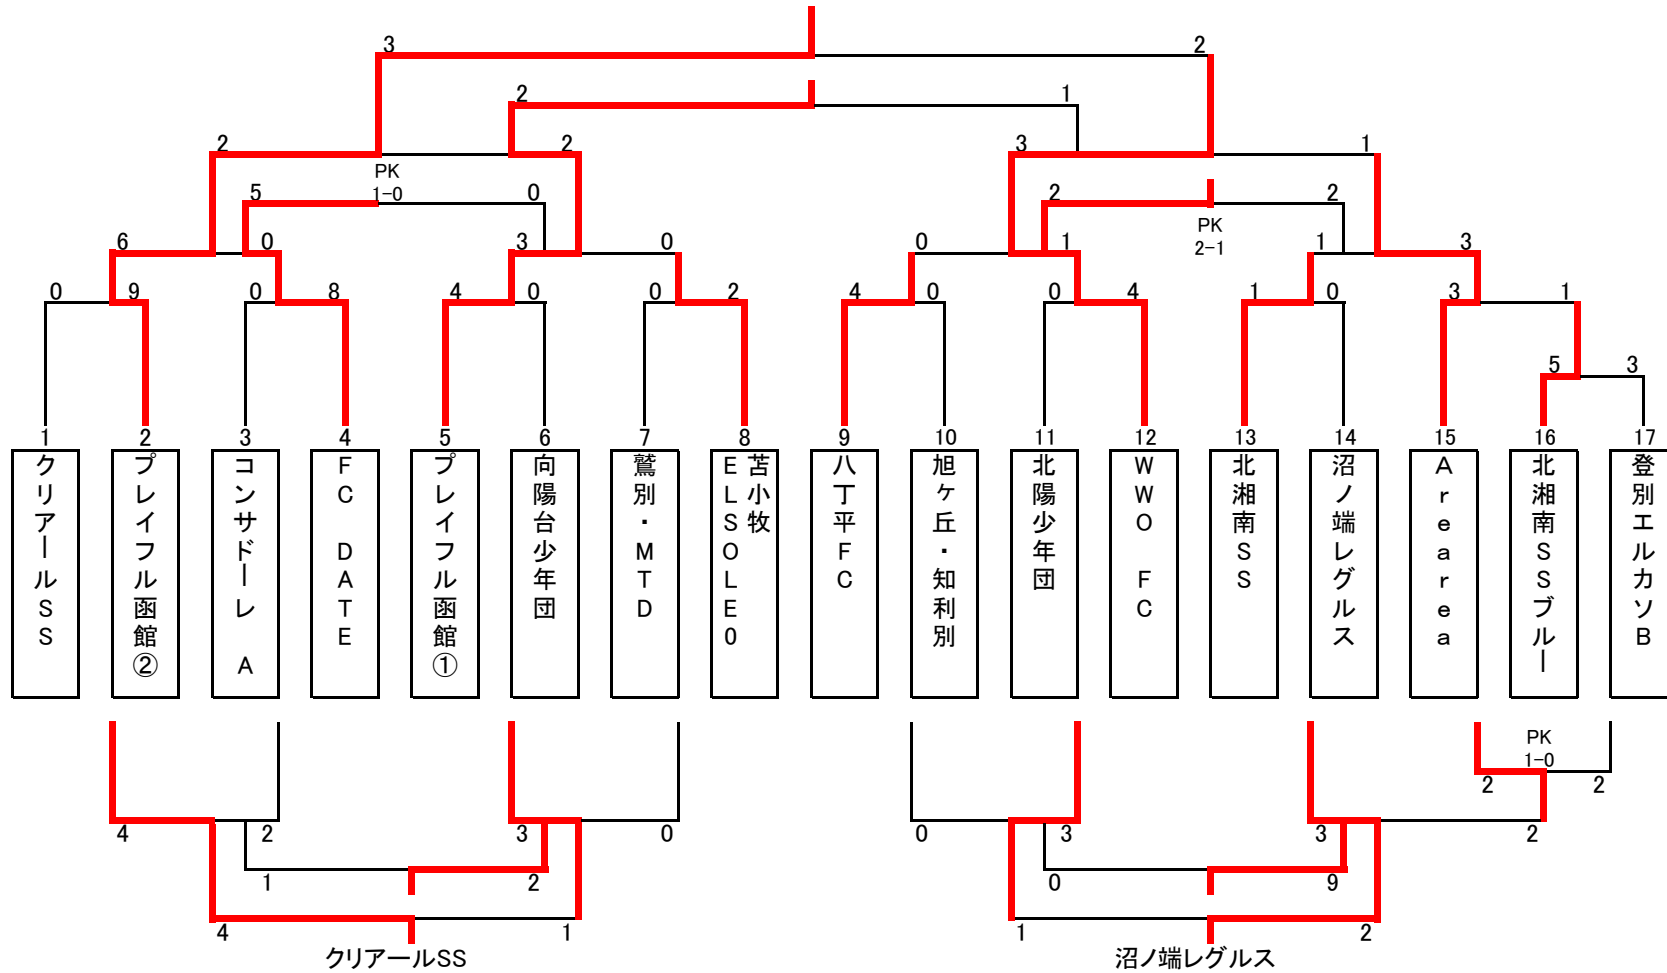 3 2
2 1
2 2 3 1
PK
1-0
5 0 2 2
PK
2-1
6 0 3 0 0 1 1 3
0 9 0 8 4 0 0 2 4 0 0 4 1 0 3 1
5 3
1 2 3 4 5 6 7 8 9 10 11 12 13 14 15 16 17
クリアールSS
プレイフル函館②
コンサドーレ A
FC DATE
プレイフル函館①
向陽台少年団
鷲別・MTD
苫小牧
ELSOLE0
八丁平FC
旭ヶ丘・知利別
北陽少年団
WWO FC
北湘南SS
沼ノ端レグルス
Area​rea
北湘南SSブルー
登別エルカソB
PK
1-0
2 2
4 2 3 0 0 3 3 2
1 2 0 9
4 1 1 2
クリアールSS 沼ノ端レグルス